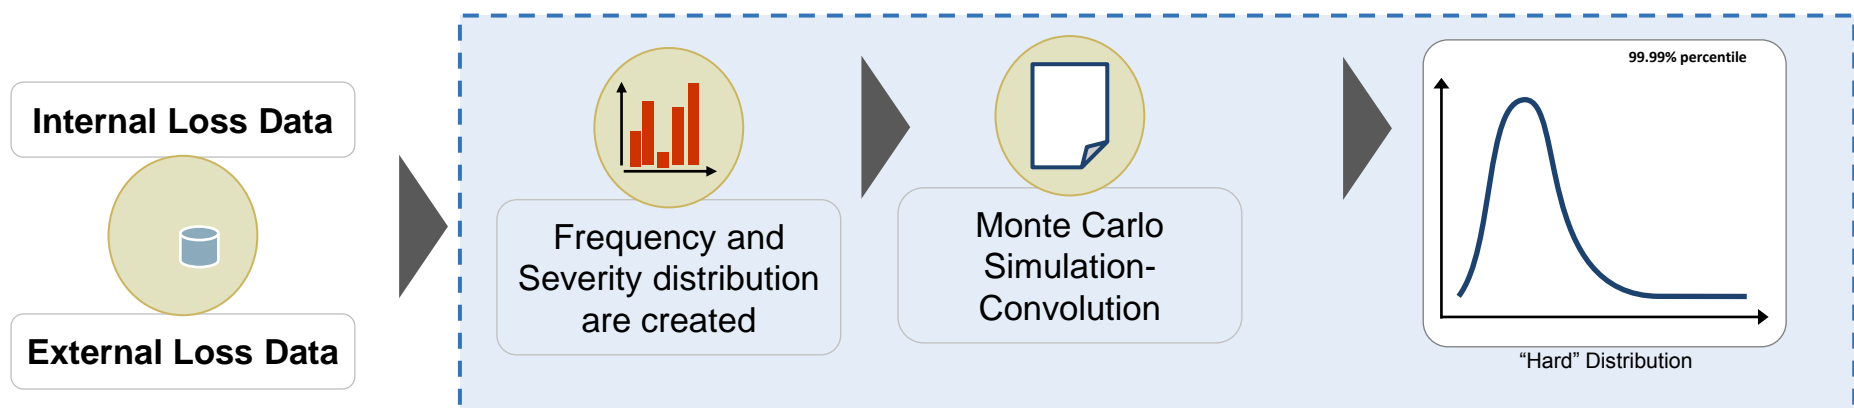 Internal Loss Data
External Loss Data
Frequency and
Severity distribution
are created
Monte Carlo
Simulation-
Convolution
99.99% percentile
“Hard” Distribution